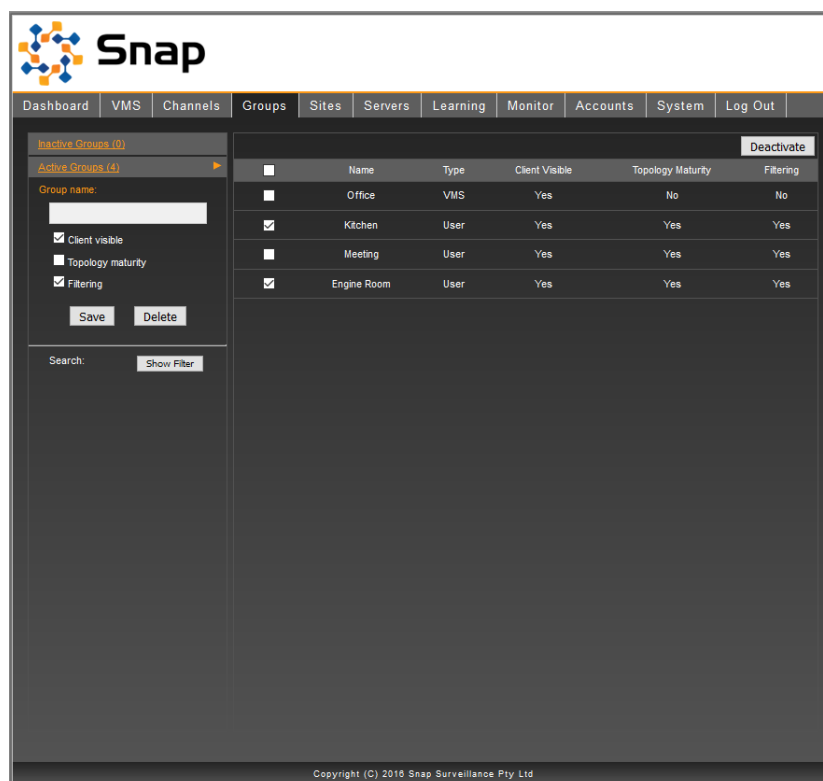 Snap
Dashboard VMS Channels Groups Sites Servers Learning Monitor Accounts System Log Out
Inactive Groups (0)
Active Groups (4)
Group name:
Client visible
Topology maturity
Filtering
Save Delete
Search: Show Filter
Deactivate
Name Type Client Visible Topology Maturity Filtering
Office VMS Yes No No
Kitchen User Yes Yes Yes
Meeting User Yes Yes Yes
Engine Room User Yes Yes Yes
Copyright (C) 2016 Snap Surveillance Pty Ltd